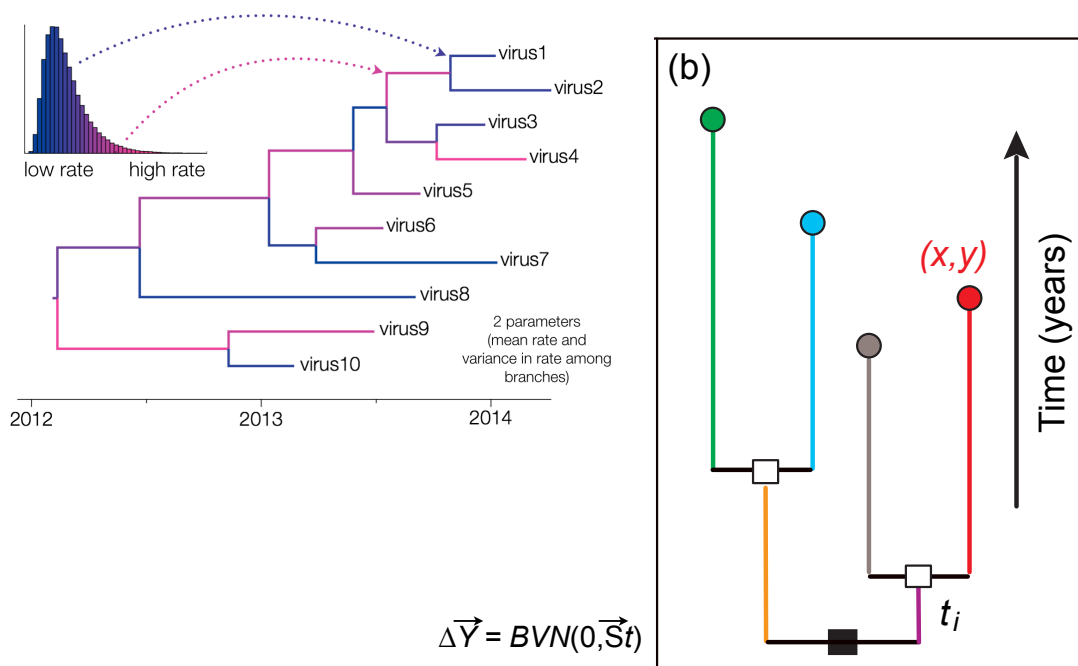 low rate
high rate
virus1
virus2
virus3
virus4
virus5
virus6
virus7
virus8
virus9
virus10
2 parameters
(mean rate and
variance in rate among
branches)
2012
2013
2014
ΔY⃗ = BVN(0,S⃗t)
(b)
(x,y)
Time (years)
t_i